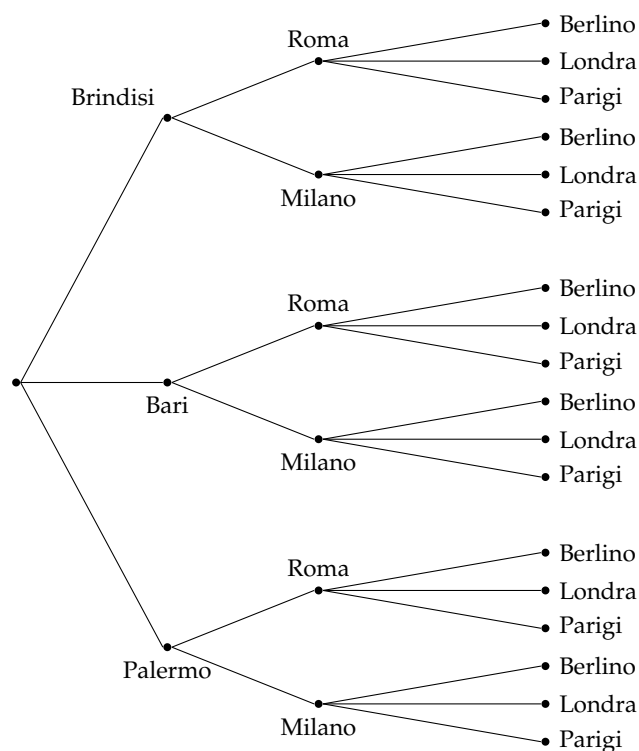 Berlino
Roma
Londra
Brindisi
Parigi
Berlino
Londra
Milano
Parigi
Berlino
Roma
Londra
Parigi
Bari
Berlino
Londra
Milano
Parigi
Berlino
Roma
Londra
Parigi
Palermo
Berlino
Londra
Milano
Parigi